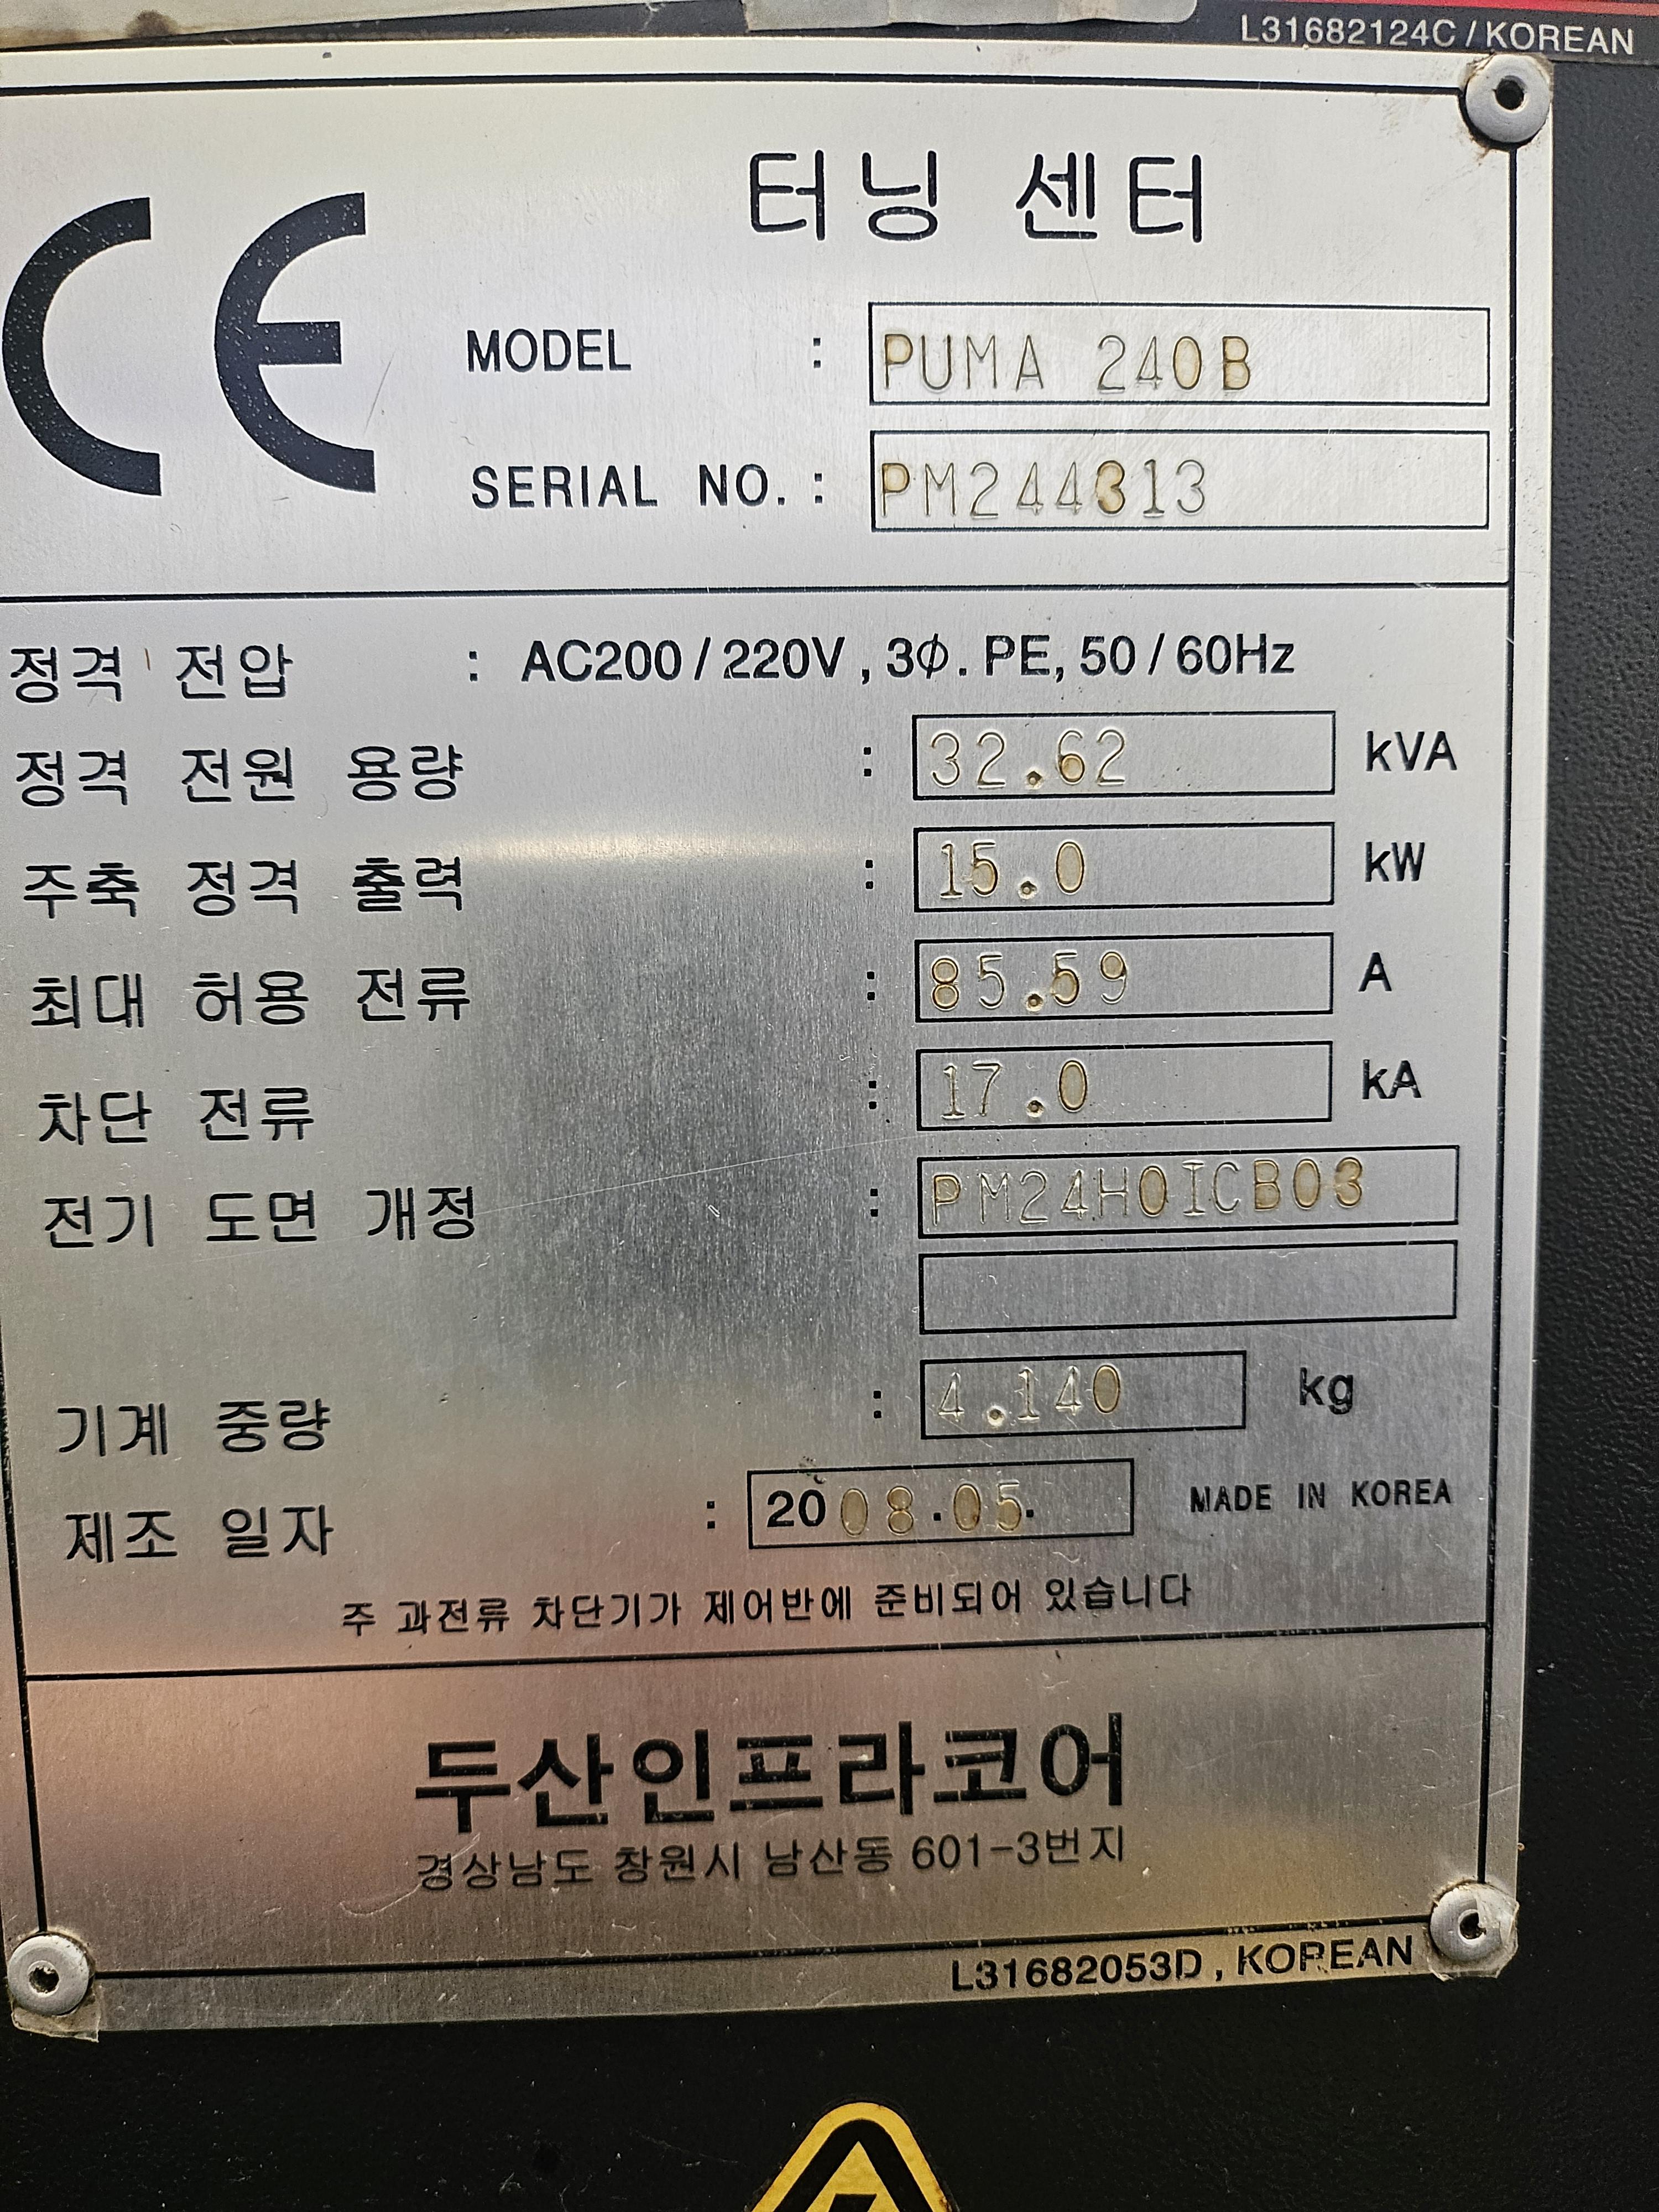 L31682124C / KOREAN
CE
터닝 센터
MODEL : PUMA 240B
SERIAL NO. : PM244313
정격 전압 : AC200 / 220V , 3Φ. PE, 50 / 60Hz
정격 전원 용량 : 32.62 kVA
주축 정격 출력 : 15.0 kW
최대 허용 전류 : 85.59 A
차단 전류 : 17.0 kA
전기 도면 개정 : PM24H0ICB03
기계 중량 : 4.140 kg
제조 일자 : 2008.05. MADE IN KOREA
주 과전류 차단기가 제어반에 준비되어 있습니다
두산인프라코어
경상남도 창원시 남산동 601-3번지
L31682053D , KOREAN